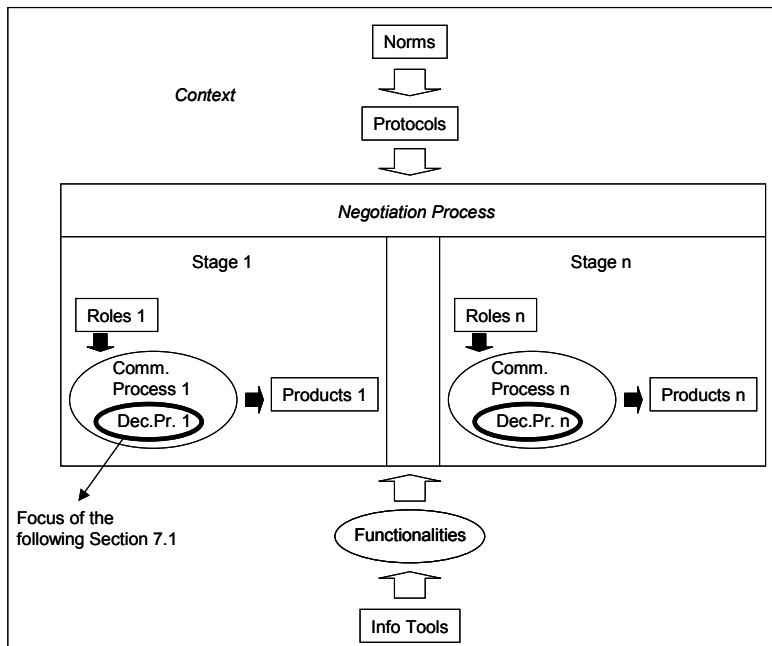 Norms
Context
Protocols
Negotiation Process
Stage 1
Stage n
Roles 1
Roles n
Comm.
Process 1
Dec.Pr. 1
Products 1
Comm.
Process n
Dec.Pr. n
Products n
Focus of the
following Section 7.1
Functionalities
Info Tools